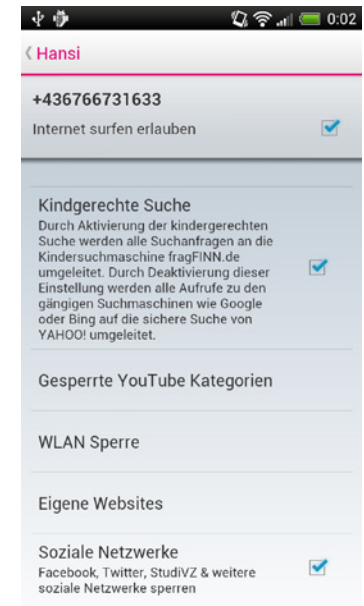 0:02
Hansi
+436766731633
Internet surfen erlauben
Kindgerechte Suche
Durch Aktivierung der kindergerechten
Suche werden alle Suchanfragen an die
Kindersuchmaschine fragFINN.de
umgeleitet. Durch Deaktivierung dieser
Einstellung werden alle Aufrufe zu den
gängigen Suchmaschinen wie Google
oder Bing auf die sichere Suche von
YAHOO! umgeleitet.
Gesperrte YouTube Kategorien
WLAN Sperre
Eigene Websites
Soziale Netzwerke
Facebook, Twitter, StudiVZ & weitere
soziale Netzwerke sperren